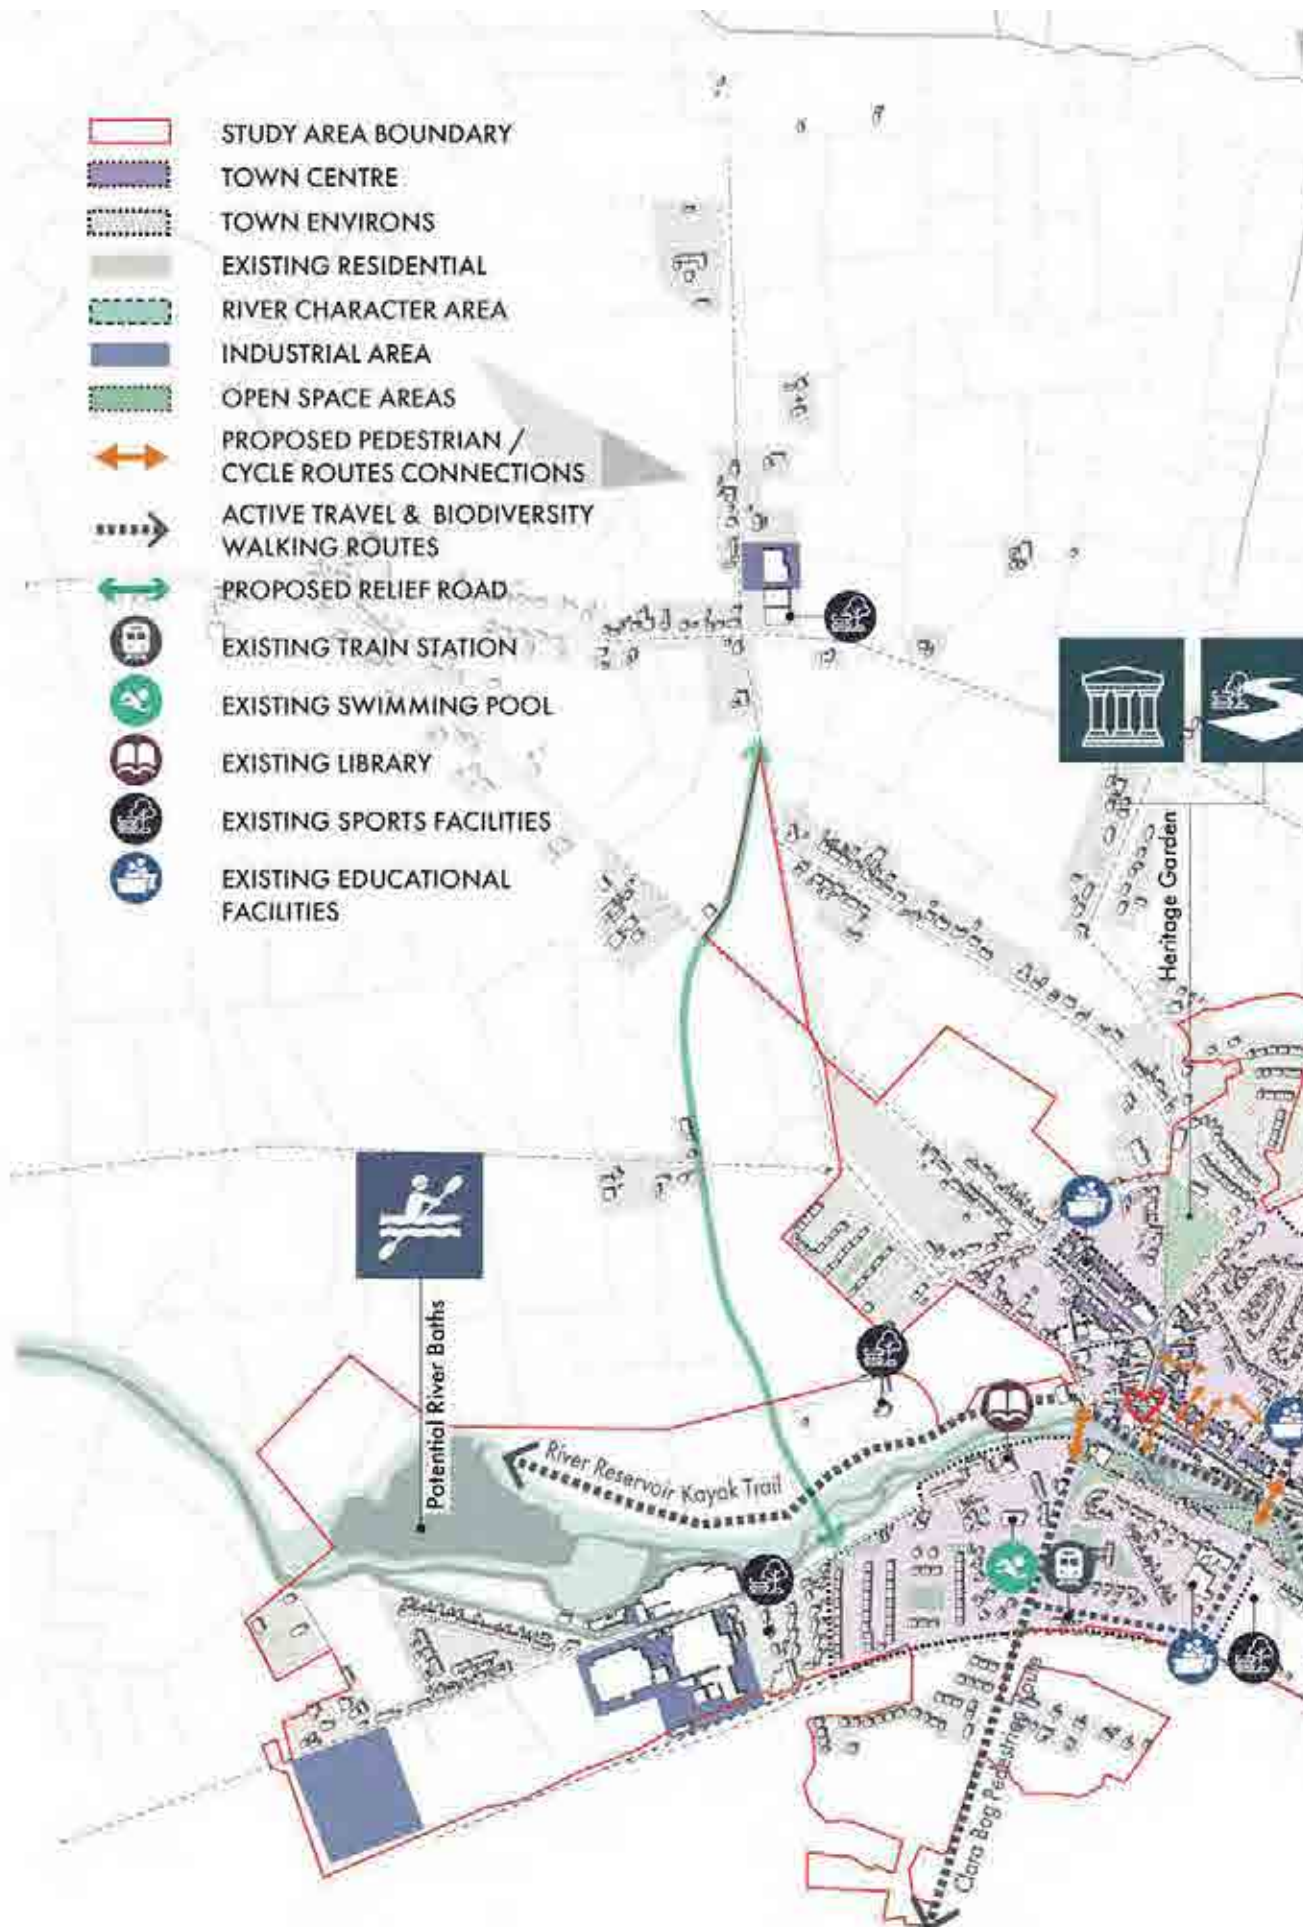 STUDY AREA BOUNDARY
TOWN CENTRE
TOWN ENVIRONS
EXISTING RESIDENTIAL
RIVER CHARACTER AREA
INDUSTRIAL AREA
OPEN SPACE AREAS
PROPOSED PEDESTRIAN /
CYCLE ROUTES CONNECTIONS
ACTIVE TRAVEL & BIODIVERSITY
WALKING ROUTES
PROPOSED RELIEF ROAD
EXISTING TRAIN STATION
EXISTING SWIMMING POOL
EXISTING LIBRARY
EXISTING SPORTS FACILITIES
EXISTING EDUCATIONAL
FACILITIES
Heritage Garden
Potential River Baths
River Reservoir Kayak Trail
Clara Bog Pedestrian Route